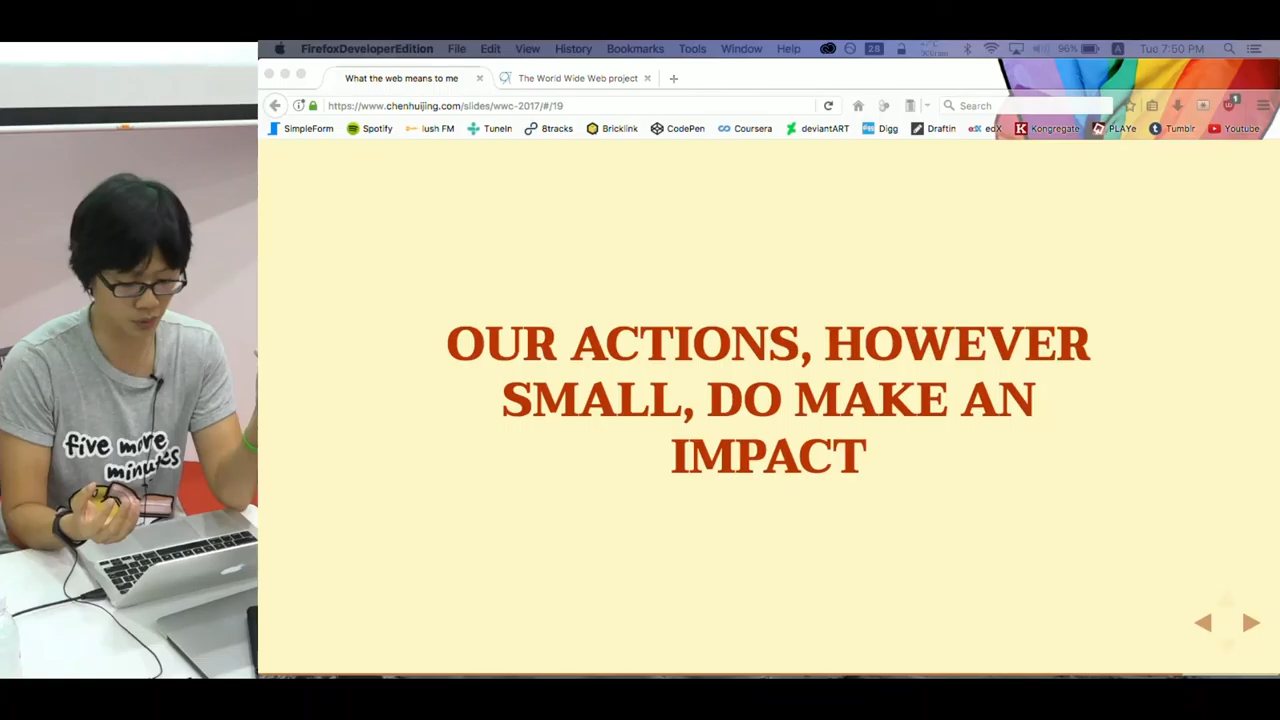 FirefoxDeveloperEdition File Edit View History Bookmarks Tools Window Help 28 96% A Tue 7:50 PM
What the web means to me The World Wide Web project
https://www.chenhuijing.com/slides/wwc-2017/#/19 Search 1
SimpleForm Spotify lush FM TuneIn 8tracks Bricklink CodePen Coursera deviantART Digg Draftin edX Kongregate PLAYe Tumblr Youtube
OUR ACTIONS, HOWEVER
SMALL, DO MAKE AN
IMPACT
five more
minutes